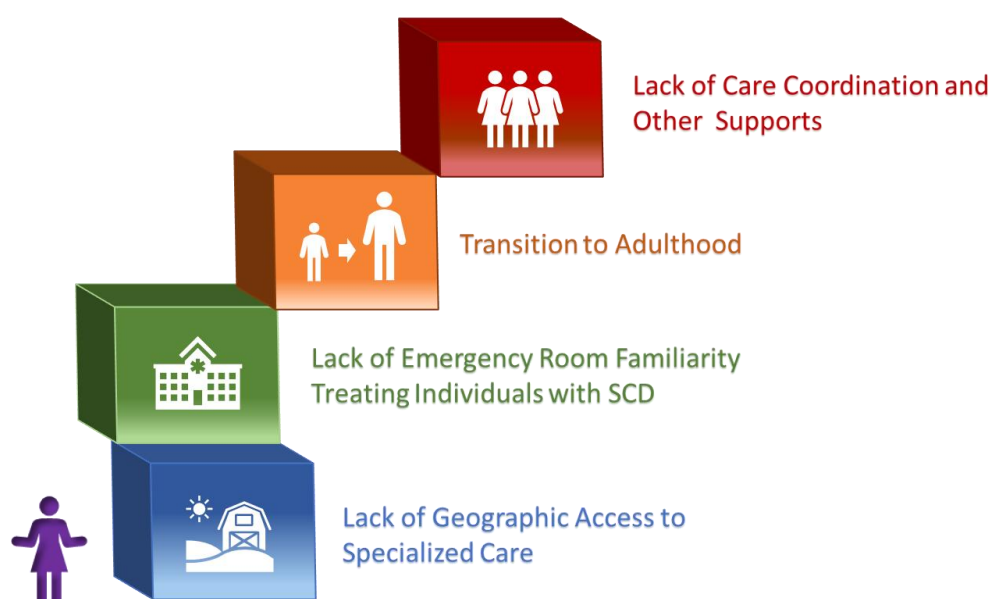 Lack of Care Coordination and
Other Supports
Transition to Adulthood
Lack of Emergency Room Familiarity
Treating Individuals with SCD
Lack of Geographic Access to
Specialized Care